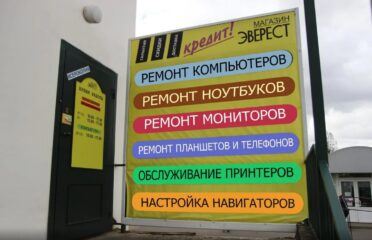 кредит!
МАГАЗИН
ЭВЕРЕСТ
РЕМОНТ КОМПЬЮТЕРОВ
РЕМОНТ НОУТБУКОВ
РЕМОНТ МОНИТОРОВ
РЕМОНТ ПЛАНШЕТОВ И ТЕЛЕФОНОВ
ОБСЛУЖИВАНИЕ ПРИНТЕРОВ
НАСТРОЙКА НАВИГАТОРОВ